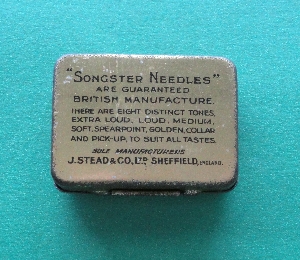 "SONGSTER NEEDLES"
ARE GUARANTEED
BRITISH MANUFACTURE.
THERE ARE EIGHT DISTINCT TONES,
EXTRA LOUD, LOUD, MEDIUM,
SOFT, SPEARPOINT, GOLDEN, COLLAR
AND PICK-UP, TO SUIT ALL TASTES.
SOLE MANUFACTURERS
J. STEAD & CO., LTD. SHEFFIELD, ENGLAND.